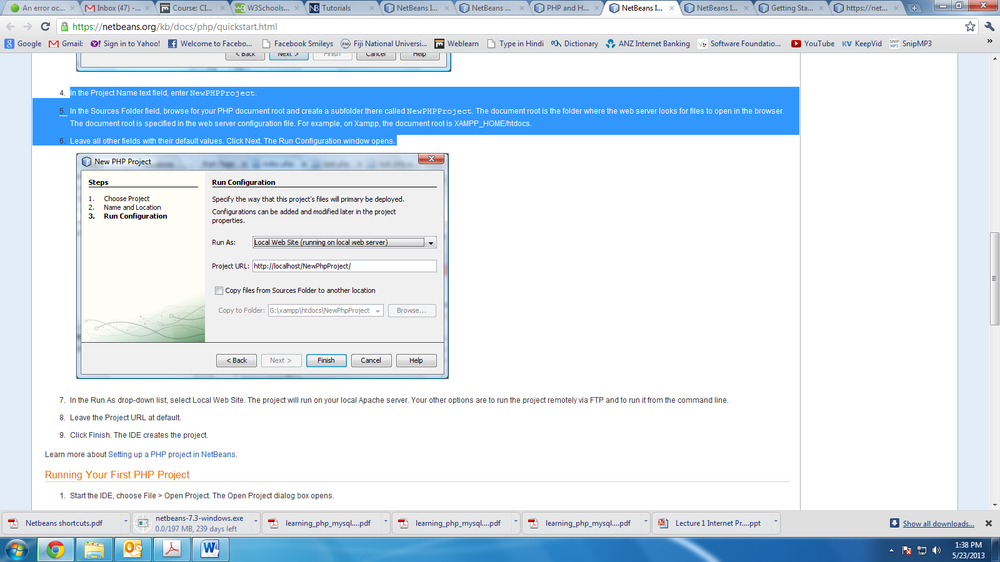 An error oc...
Inbox (47) -...
Course: CI...
W3Schools...
Tutorials
NetBeans I...
NetBeans ...
PHP and H...
NetBeans I...
NetBeans I...
Getting Sta...
https://net...
https://netbeans.org/kb/docs/php/quickstart.html
Google
Gmail:
Sign in to Yahoo!
Welcome to Facebo...
Facebook Smileys
Fiji National Universi...
Weblearn
Type in Hindi
Dictionary
ANZ Internet Banking
Software Foundatio...
YouTube
KV KeepVid
SNIP MP3 SnipMP3
»
< Back Next > Finish Cancel Help
4. In the Project Name text field, enter NewPHPProject.
5. In the Sources Folder field, browse for your PHP document root and create a subfolder there called NewPHPProject. The document root is the folder where the web server looks for files to open in the browser.
The document root is specified in the web server configuration file. For example, on Xampp, the document root is XAMPP_HOME/htdocs.
6. Leave all other fields with their default values. Click Next. The Run Configuration window opens.
New PHP Project
Steps
1. Choose Project
2. Name and Location
3. Run Configuration
Run Configuration
Specify the way that this project's files will primary be deployed.
Configurations can be added and modified later in the project
properties.
Run As: Local Web Site (running on local web server)
Project URL: http://localhost/NewPhpProject/
Copy files from Sources Folder to another location
Copy to Folder: G:\xampp\htdocs\NewPhpProject Browse...
< Back Next > Finish Cancel Help
7. In the Run As drop-down list, select Local Web Site. The project will run on your local Apache server. Your other options are to run the project remotely via FTP and to run it from the command line.
8. Leave the Project URL at default.
9. Click Finish. The IDE creates the project.
Learn more about Setting up a PHP project in NetBeans.
Running Your First PHP Project
1. Start the IDE, choose File > Open Project. The Open Project dialog box opens.
Netbeans shortcuts.pdf
netbeans-7.3-windows.exe
0.0/197 MB, 239 days left
learning_php_mysql....pdf
learning_php_mysql....pdf
learning_php_mysql....pdf
Lecture 1 Internet Pr....ppt
Show all downloads...
1:38 PM
5/23/2013